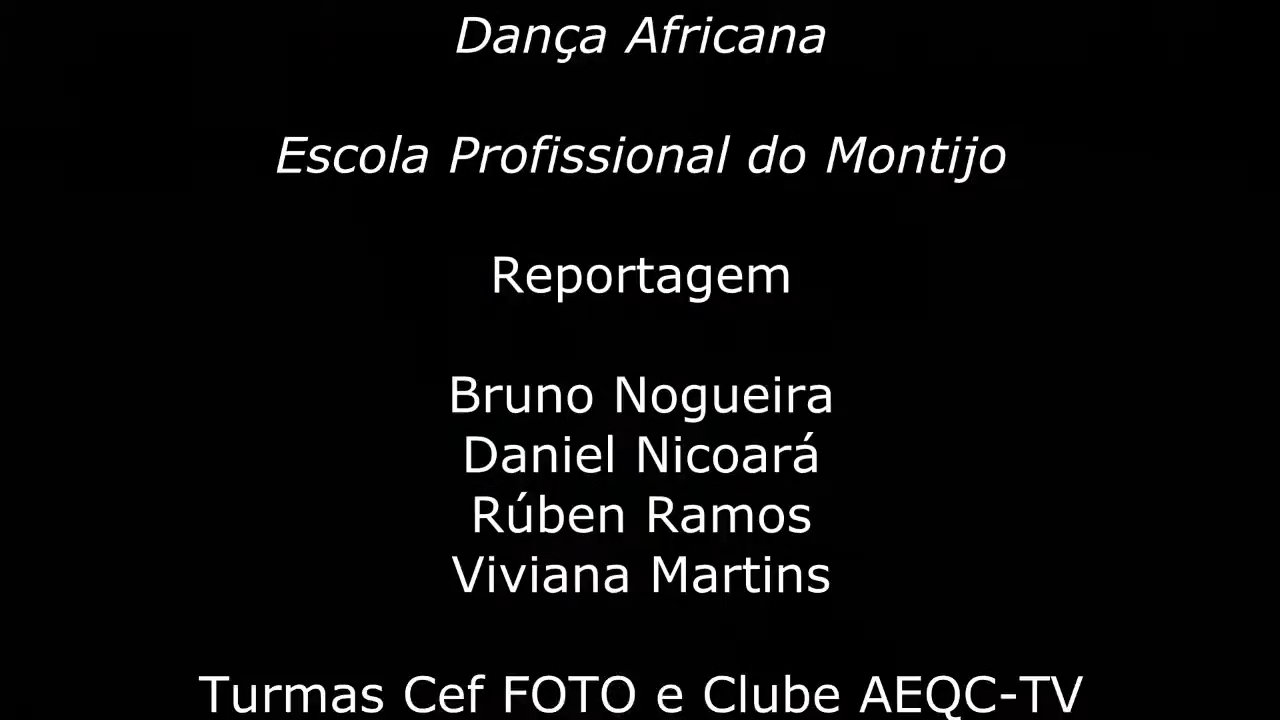 Dança Africana
Escola Profissional do Montijo
Reportagem
Bruno Nogueira
Daniel Nicoará
Rúben Ramos
Viviana Martins
Turmas Cef FOTO e Clube AEQC-TV